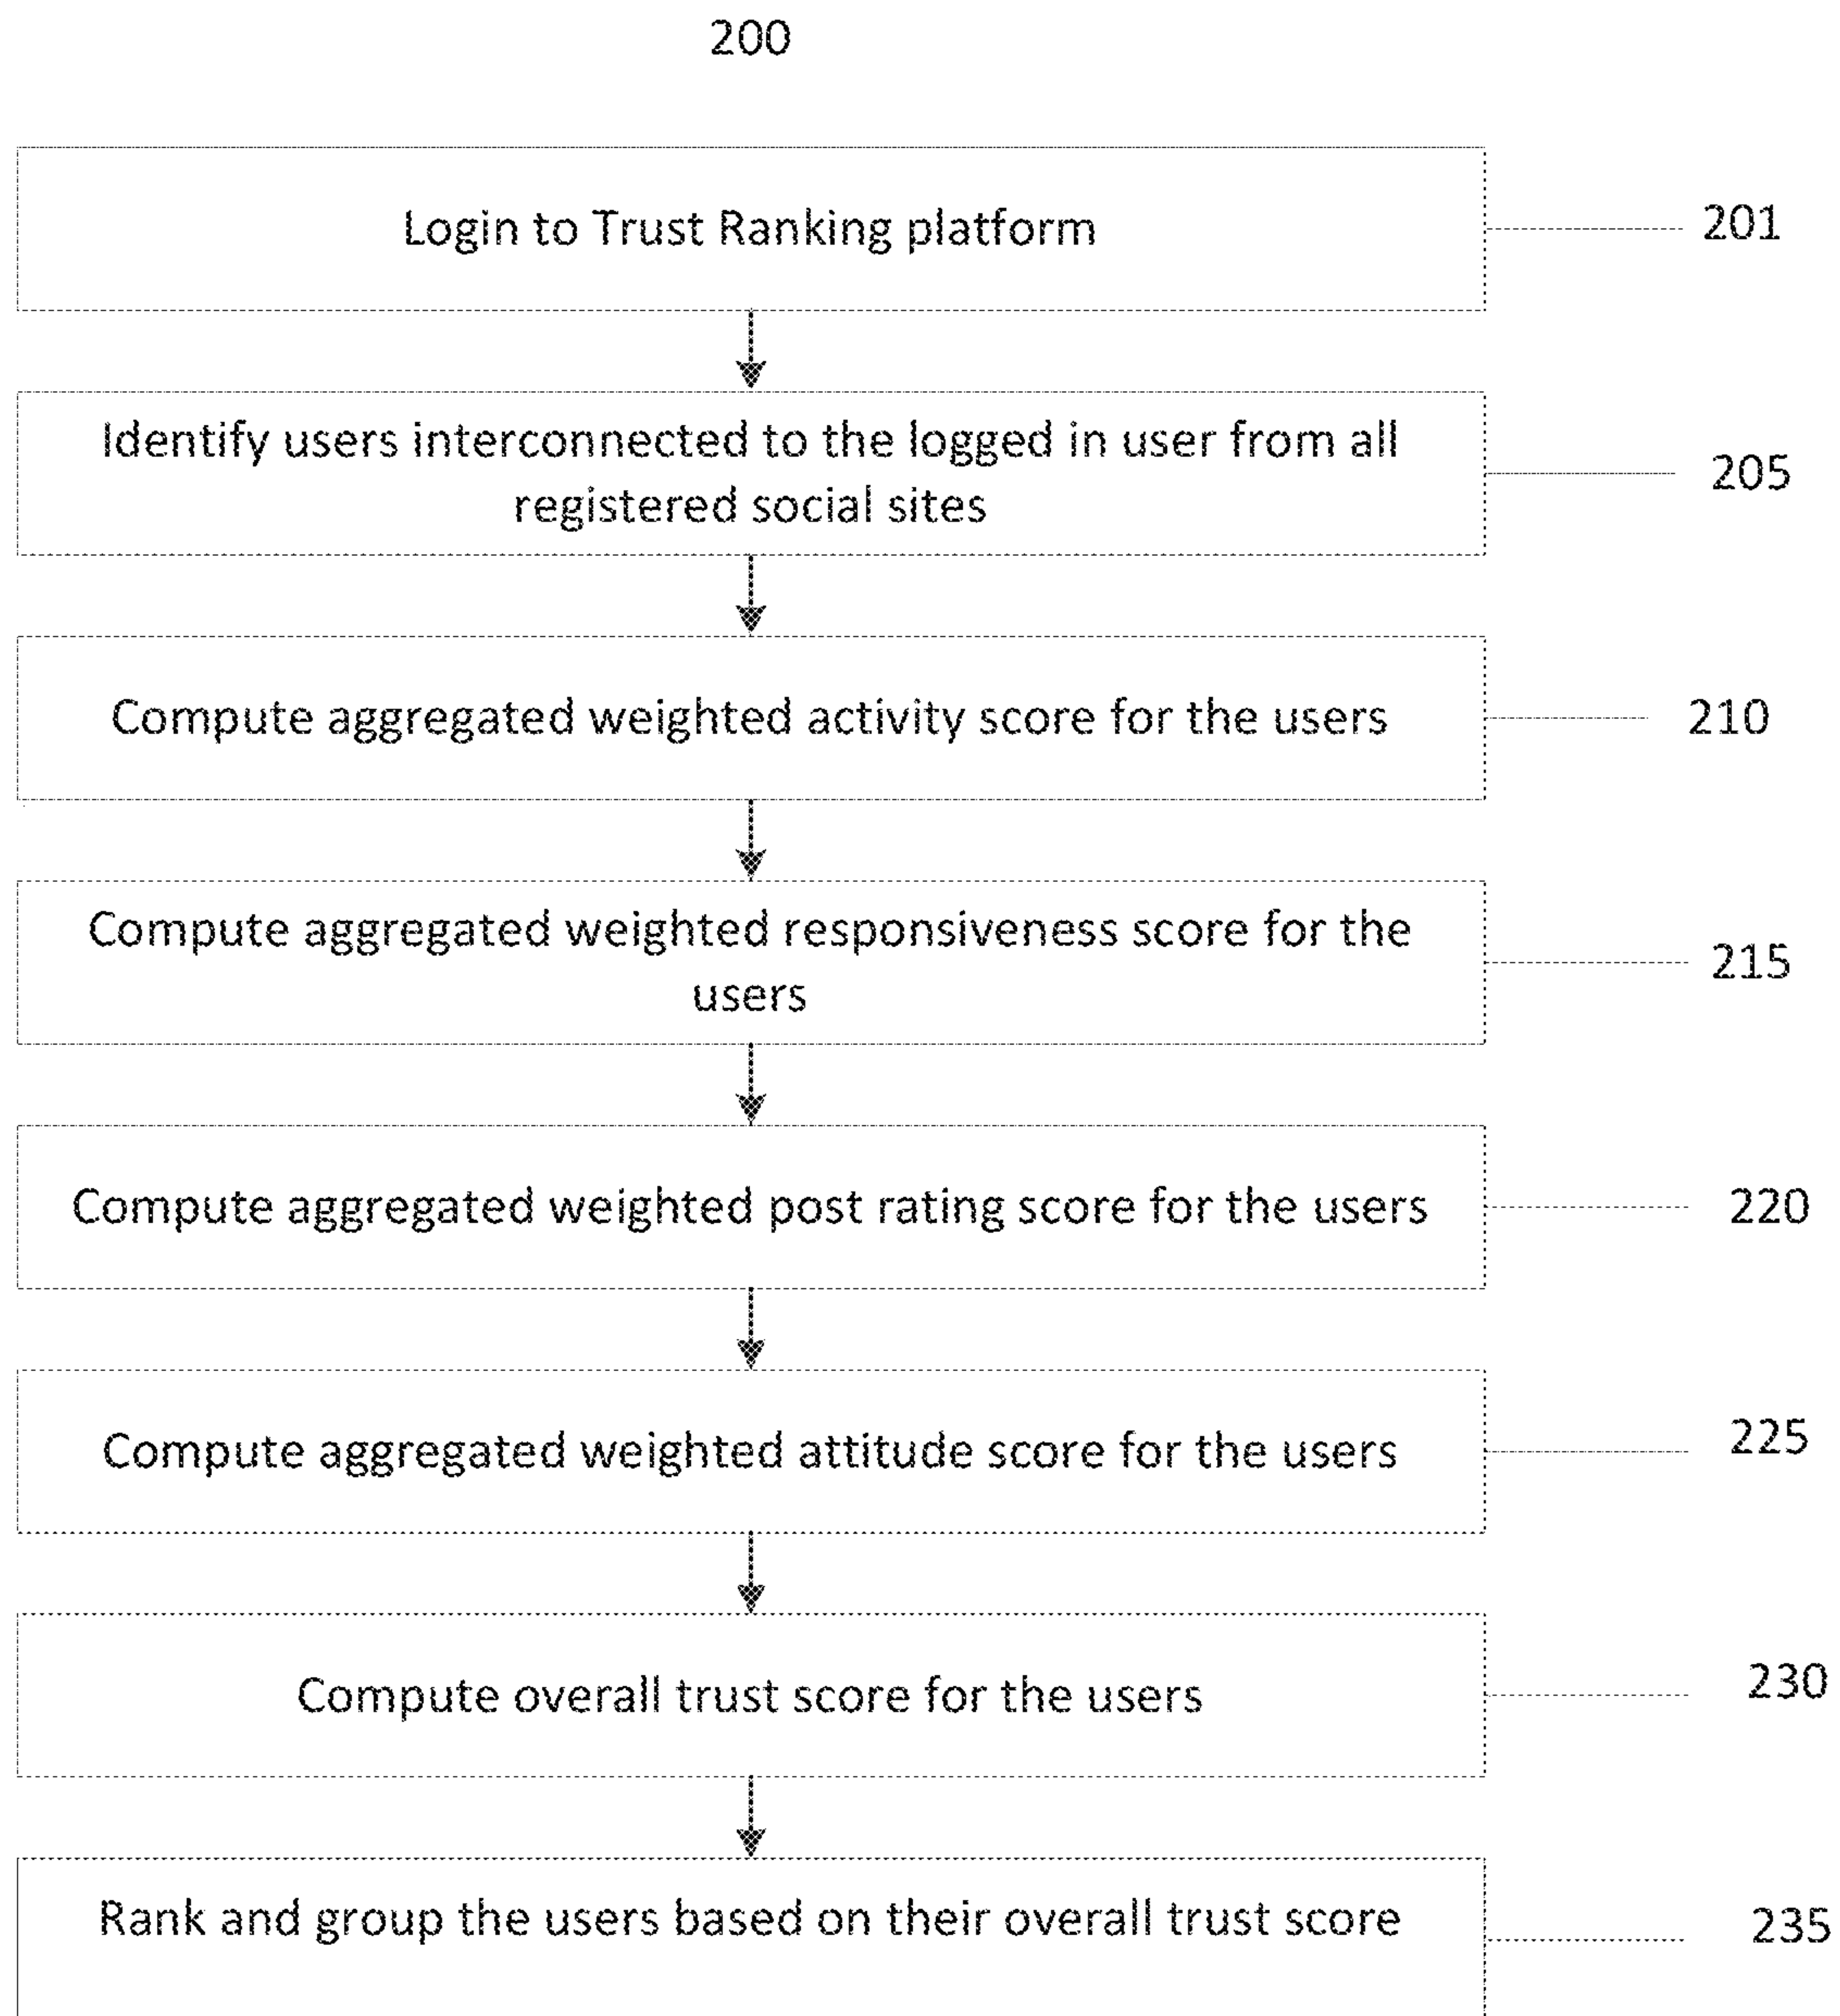 200
Login to Trust Ranking platform
201
Identify users interconnected to the logged in user from all
registered social sites
205
Compute aggregated weighted activity score for the users
210
Compute aggregated weighted responsiveness score for the
users
215
Compute aggregated weighted post rating score for the users
220
Compute aggregated weighted attitude score for the users
225
Compute overall trust score for the users
230
Rank and group the users based on their overall trust score
235